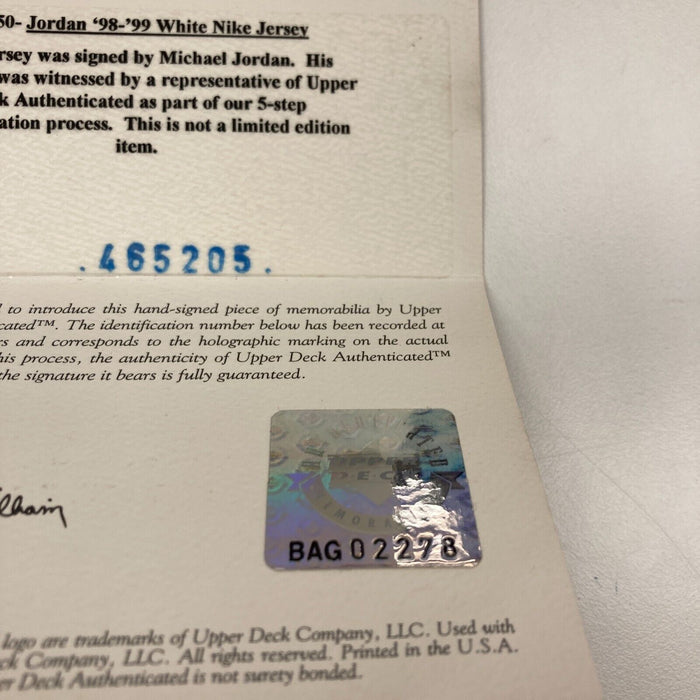 50- Jordan '98-'99 White Nike Jersey
rsey was signed by Michael Jordan. His
was witnessed by a representative of Upper
k Authenticated as part of our 5-step
ation process. This is not a limited edition
item.
.465205.
d to introduce this hand-signed piece of memorabilia by Upper
cated™. The identification number below has been recorded at
rs and corresponds to the holographic marking on the actual
his process, the authenticity of Upper Deck Authenticated™
the signature it bears is fully guaranteed.
UPPER
DECK
BAG02278
logo are trademarks of Upper Deck Company, LLC. Used with
ck Company, LLC. All rights reserved. Printed in the U.S.A.
er Deck Authenticated is not surety bonded.